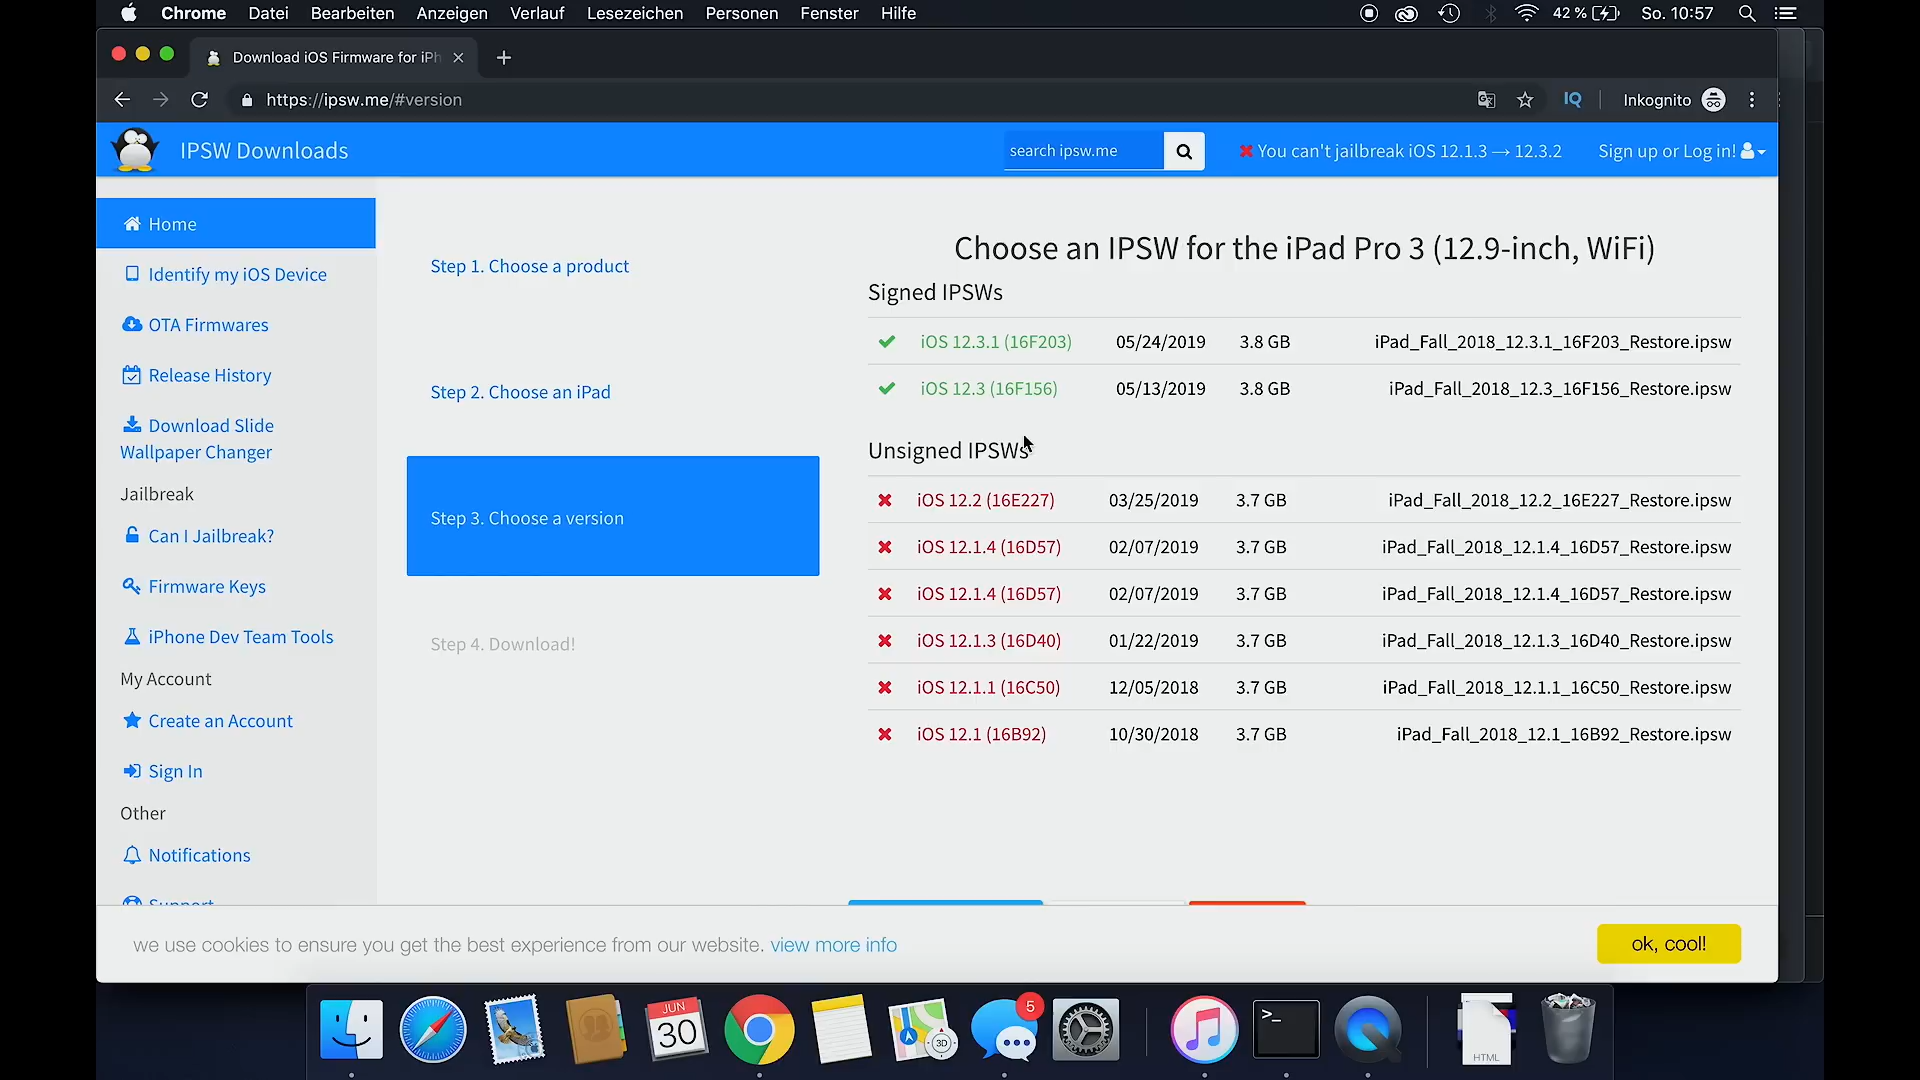 Chrome Datei Bearbeiten Anzeigen Verlauf Lesezeichen Personen Fenster Hilfe 42 % So. 10:57
Download iOS Firmware for iPh
https://ipsw.me/#version
IQ
Inkognito
IPSW Downloads
search ipsw.me
You can't jailbreak iOS 12.1.3 → 12.3.2
Sign up or Log in!
Home
Identify my iOS Device
OTA Firmwares
Release History
Download Slide
Wallpaper Changer
Jailbreak
Can I Jailbreak?
Firmware Keys
iPhone Dev Team Tools
My Account
Create an Account
Sign In
Other
Notifications
Support
Step 1. Choose a product
Step 2. Choose an iPad
Step 3. Choose a version
Step 4. Download!
Choose an IPSW for the iPad Pro 3 (12.9-inch, WiFi)
Signed IPSWs
iOS 12.3.1 (16F203) 05/24/2019 3.8 GB iPad_Fall_2018_12.3.1_16F203_Restore.ipsw
iOS 12.3 (16F156) 05/13/2019 3.8 GB iPad_Fall_2018_12.3_16F156_Restore.ipsw
Unsigned IPSWs
iOS 12.2 (16E227) 03/25/2019 3.7 GB iPad_Fall_2018_12.2_16E227_Restore.ipsw
iOS 12.1.4 (16D57) 02/07/2019 3.7 GB iPad_Fall_2018_12.1.4_16D57_Restore.ipsw
iOS 12.1.4 (16D57) 02/07/2019 3.7 GB iPad_Fall_2018_12.1.4_16D57_Restore.ipsw
iOS 12.1.3 (16D40) 01/22/2019 3.7 GB iPad_Fall_2018_12.1.3_16D40_Restore.ipsw
iOS 12.1.1 (16C50) 12/05/2018 3.7 GB iPad_Fall_2018_12.1.1_16C50_Restore.ipsw
iOS 12.1 (16B92) 10/30/2018 3.7 GB iPad_Fall_2018_12.1_16B92_Restore.ipsw
we use cookies to ensure you get the best experience from our website. view more info
ok, cool!
JUN
30
3D
5
>_
HTML